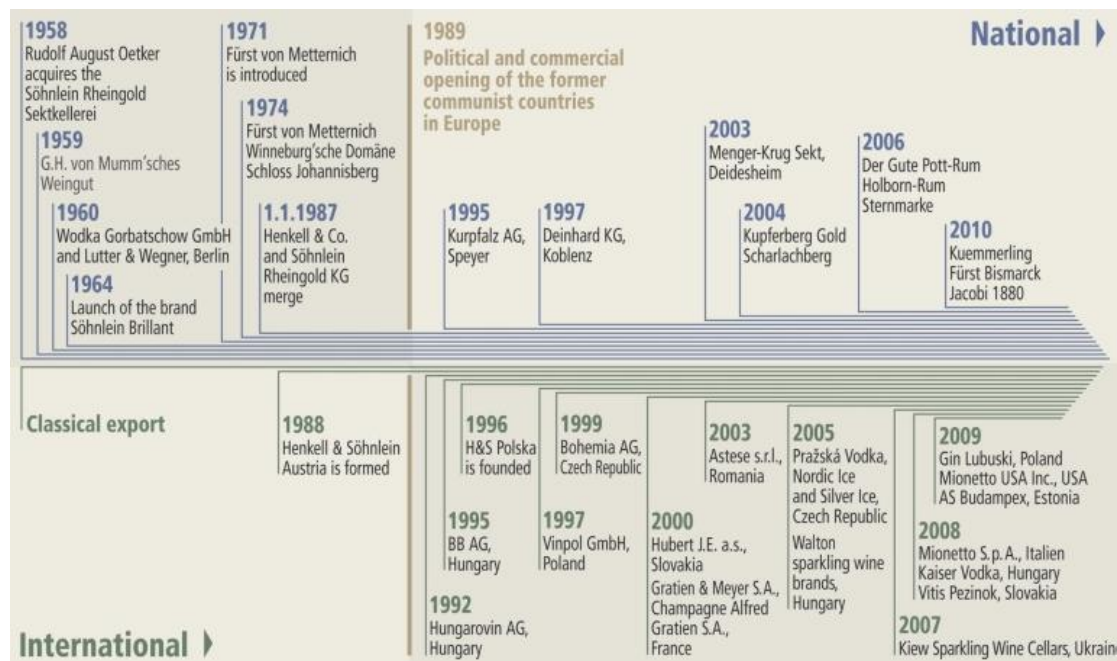 1958
Rudolf August Oetker
acquires the
Söhnlein Rheingold
Sektkellerei
1959
G.H. von Mumm'sches
Weingut
1960
Wodka Gorbatschow GmbH
and Lutter & Wegner, Berlin
1964
Launch of the brand
Söhnlein Brillant
1971
Fürst von Metternich
is introduced
1974
Fürst von Metternich
Winneburg'sche Domäne
Schloss Johannisberg
1.1.1987
Henkell & Co.
and Söhnlein
Rheingold KG
merge
1989
Political and commercial
opening of the former
communist countries
in Europe
National
1995
Kurpfalz AG,
Speyer
1997
Deinhard KG,
Koblenz
2003
Menger-Krug Sekt,
Deidesheim
2004
Kupferberg Gold
Scharlachberg
2006
Der Gute Pott-Rum
Holborn-Rum
Sternmarke
2010
Kuemmerling
Fürst Bismarck
Jacobi 1880
Classical export
1988
Henkell & Söhnlein
Austria is formed
1992
Hungarovin AG,
Hungary
1995
BB AG,
Hungary
1996
H&S Polska
is founded
1997
Vinpol GmbH,
Poland
1999
Bohemia AG,
Czech Republic
2000
Hubert J.E. a.s.,
Slovakia
Gratien & Meyer S.A.,
Champagne Alfred
Gratien S.A.,
France
2003
Astese s.r.l.,
Romania
2005
Pražská Vodka,
Nordic Ice
and Silver Ice,
Czech Republic
Walton
sparkling wine
brands,
Hungary
2007
Kiew Sparkling Wine Cellars, Ukrain
2008
Mionetto S.p.A., Italien
Kaiser Vodka, Hungary
Vitis Pezinok, Slovakia
2009
Gin Lubuski, Poland
Mionetto USA Inc., USA
AS Budampex, Estonia
International